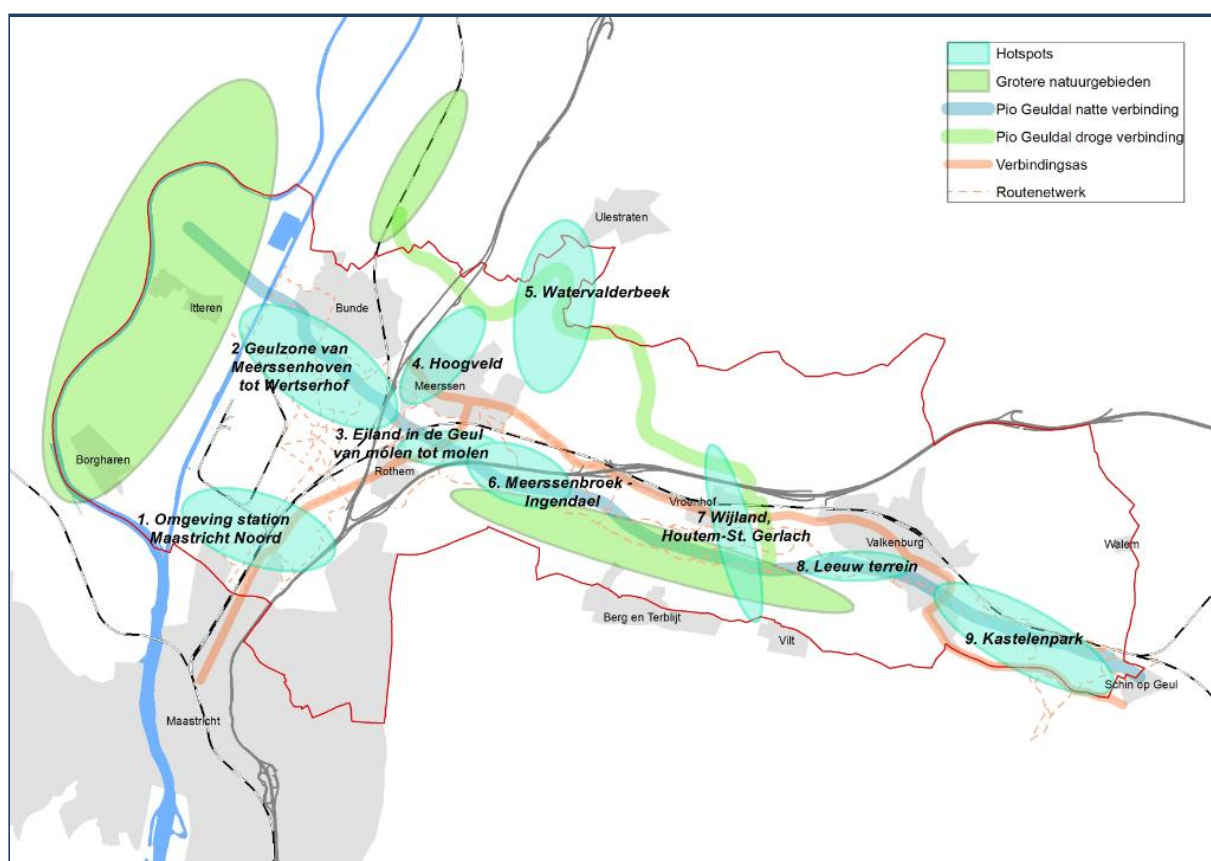 Hotspots
Grotere natuurgebieden
Pio Geuldal natte verbinding
Pio Geuldal droge verbinding
Verbindingsas
Routenetwerk
Ulestraten
5. Watervalderbeek
Itteren
Bunde
2 Geulzone van
Meerssenhoven
tot Wertserhof
4. Hoogveld
Meerssen
3. Eiland in de Geul
van molen tot molen
Borgharen
Rothem
6. Meerssenbroek -
Ingendael
Vroenhof
1. Omgeving station
Maastricht Noord
7 Wijland,
Houtem-St. Gerlach
Valkenburg
Walem
8. Leeuw terrein
Berg en Terblijt
Vilt
9. Kastelenpark
Schin op Geul
Maastricht